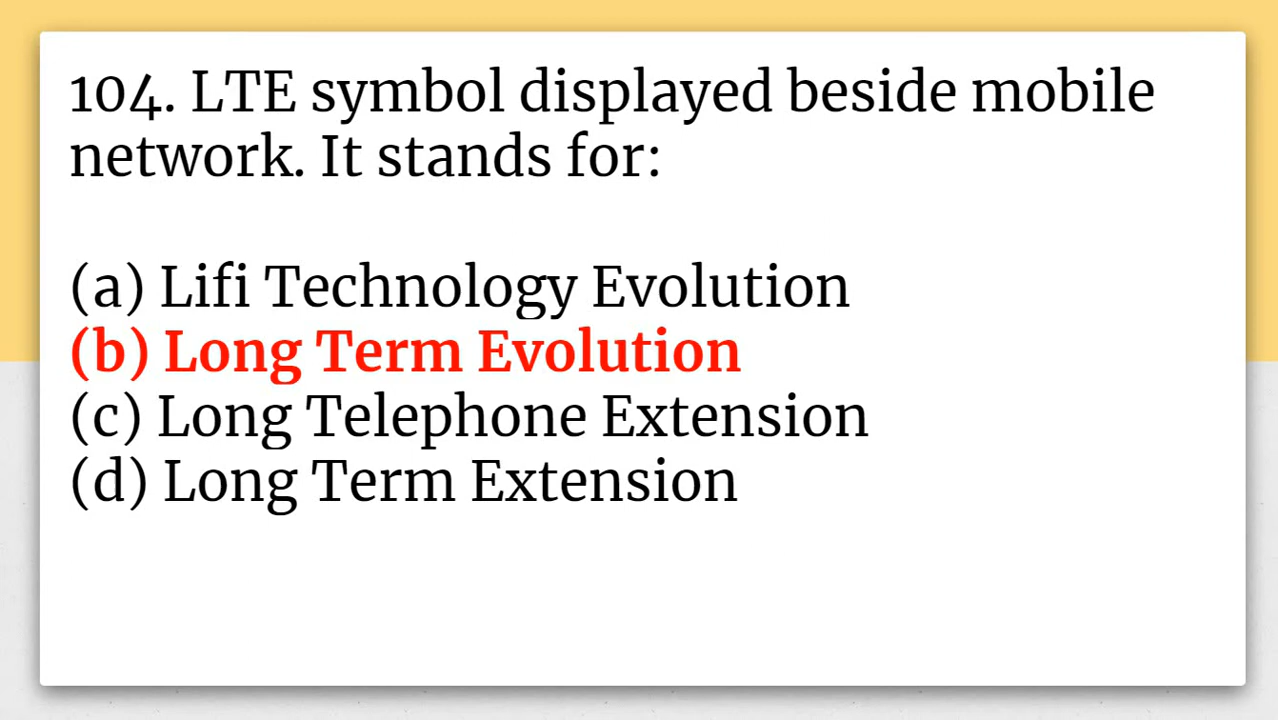 104. LTE symbol displayed beside mobile
network. It stands for:
(a) Lifi Technology Evolution
(b) Long Term Evolution
(c) Long Telephone Extension
(d) Long Term Extension